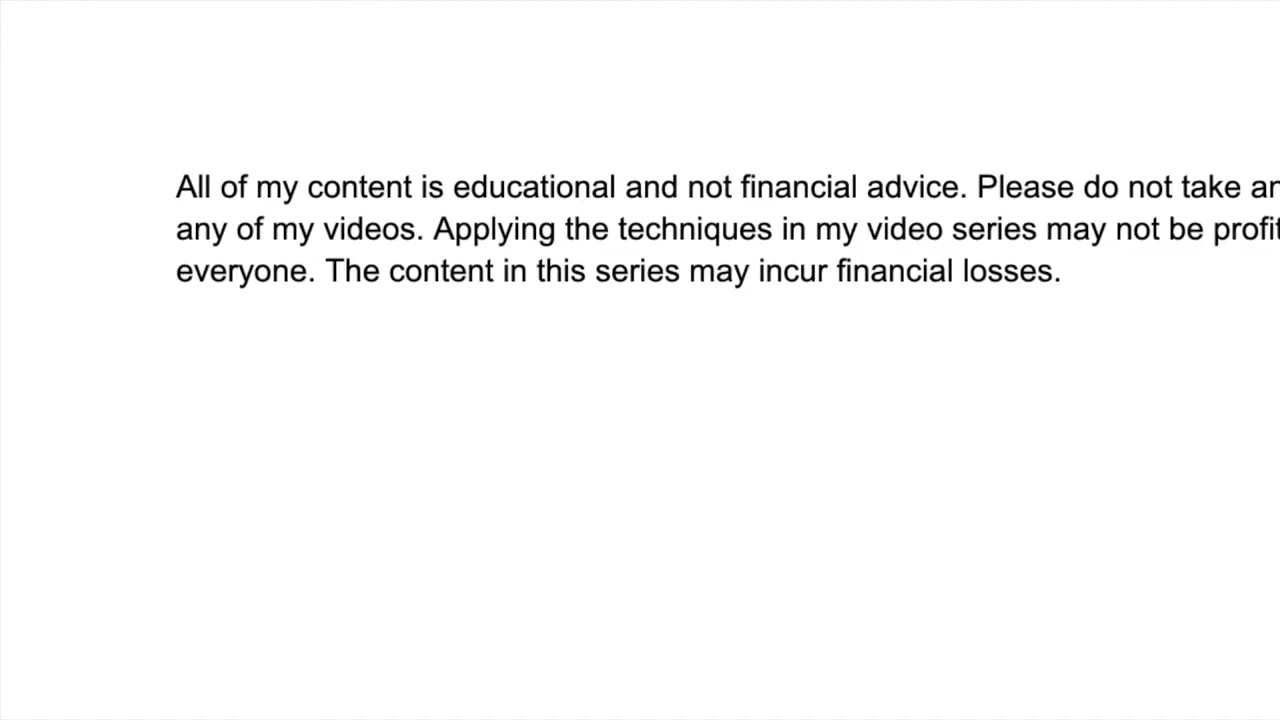 All of my content is educational and not financial advice. Please do not take
any of my videos. Applying the techniques in my video series may not be
everyone. The content in this series may incur financial losses.